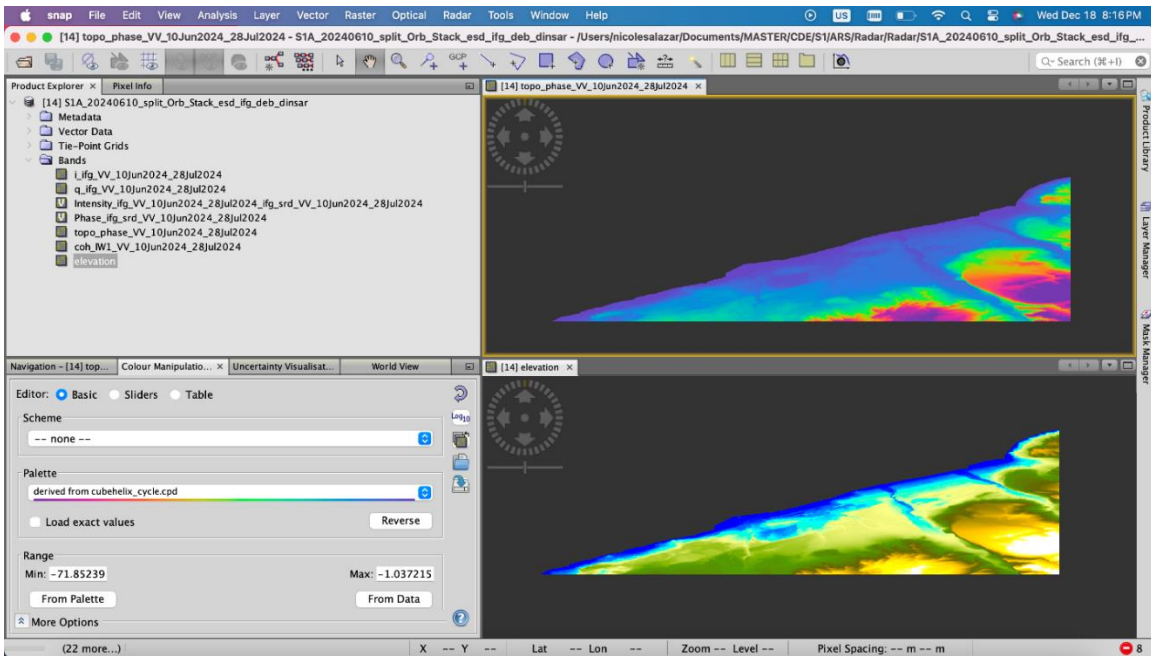 snap File Edit View Analysis Layer Vector Raster Optical Radar Tools Window Help US Wed Dec 18 8:16PM
[14] topo_phase_VV_10Jun2024_28Jul2024 - S1A_20240610_split_Orb_Stack_esd_ifg_deb_dinsar - /Users/nicolesalazar/Documents/MASTER/CDE/S1/ARS/Radar/Radar/S1A_20240610_split_Orb_Stack_esd_ifg_...
GCP Search (⌘+I)
Product Explorer × Pixel Info
[14] S1A_20240610_split_Orb_Stack_esd_ifg_deb_dinsar
Metadata
Vector Data
Tie-Point Grids
Bands
i_ifg_VV_10Jun2024_28Jul2024
q_ifg_VV_10Jun2024_28Jul2024
Intensity_ifg_VV_10Jun2024_28Jul2024_ifg_srd_VV_10Jun2024_28Jul2024
Phase_ifg_srd_VV_10Jun2024_28Jul2024
topo_phase_VV_10Jun2024_28Jul2024
coh_IW1_VV_10Jun2024_28Jul2024
elevation
[14] topo_phase_VV_10Jun2024_28Jul2024 ×
Product Library
Layer Manager
Mask Manager
Navigation - [14] top... Colour Manipulatio... × Uncertainty Visualisat... World View
Editor: Basic Sliders Table
Scheme
-- none --
Log10
Palette
derived from cubehelix_cycle.cpd
Load exact values Reverse
Range
Min: -71.85239 Max: -1.037215
From Palette From Data
More Options
[14] elevation ×
(22 more...) X -- Y -- Lat -- Lon -- Zoom -- Level -- Pixel Spacing: -- m -- m 8